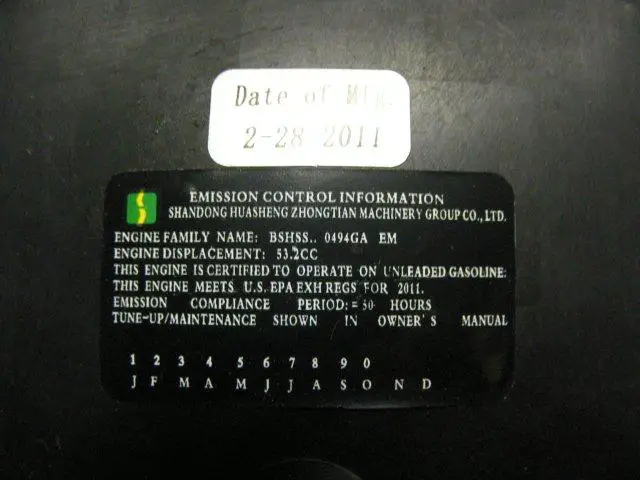 Date of Mfg.
2-28 2011
EMISSION CONTROL INFORMATION
SHANDONG HUASHENG ZHONGTIAN MACHINERY GROUP CO., LTD.
ENGINE FAMILY NAME: BSHSS.. 0494GA EM
ENGINE DISPLACEMENT: 53.2CC
THIS ENGINE IS CERTIFIED TO OPERATE ON UNLEADED GASOLINE:
THIS ENGINE MEETS U.S. EPA EXH REGS FOR 2011.
EMISSION COMPLIANCE PERIOD: = 50 HOURS
TUNE-UP/MAINTENANCE SHOWN IN OWNER'S MANUAL
1 2 3 4 5 6 7 8 9 0
J F M A M J J A S O N D